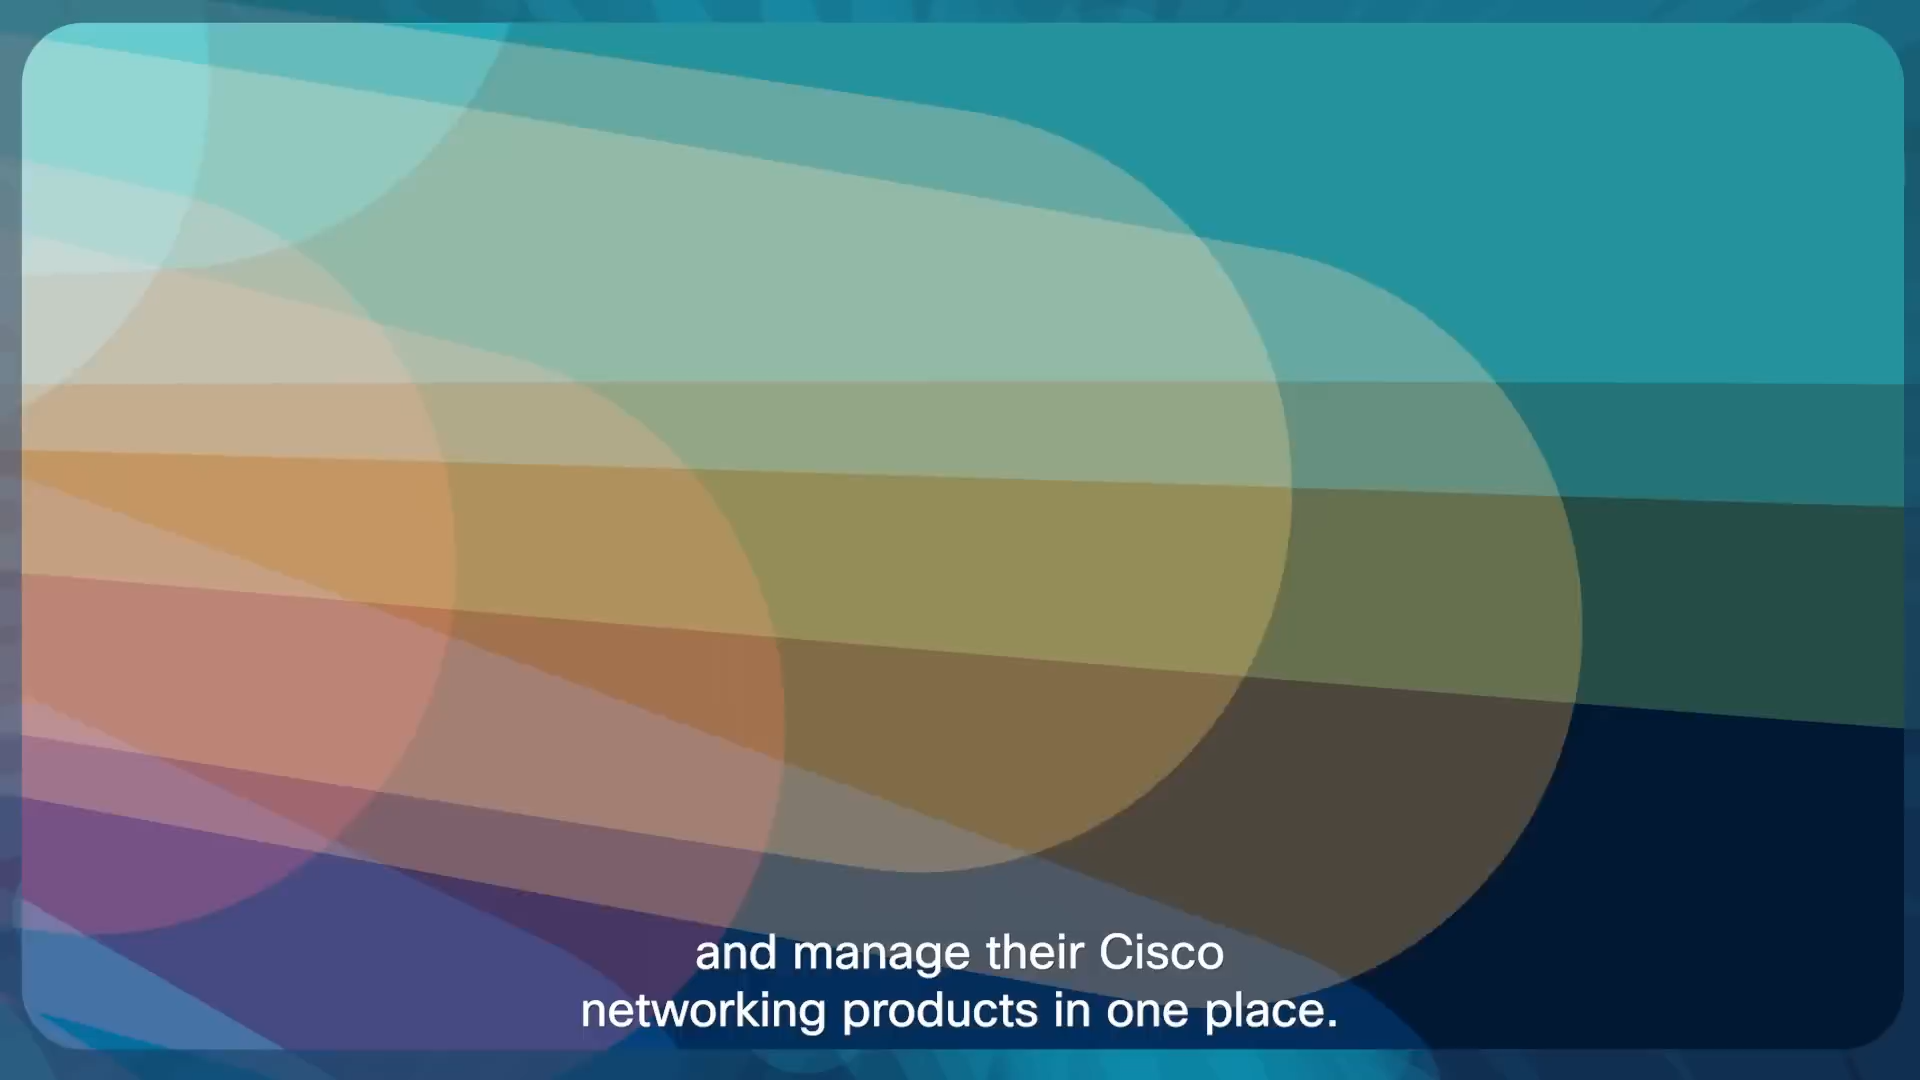 and manage their Cisco
networking products in one place.